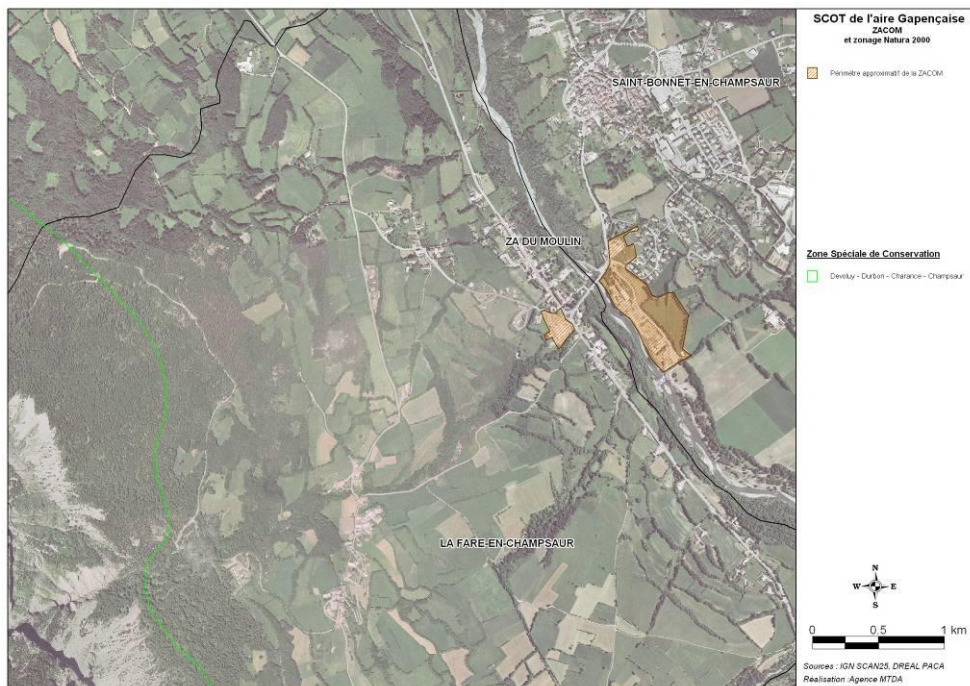 SCOT de l'aire Gapençaise
ZACOM
et zonage Natura 2000
Périmètre approximatif de la ZACOM
SAINT-BONNET-EN-CHAMPSAUR
ZA DU MOULIN
Zone Spéciale de Conservation
Devoluy - Durbon - Charance - Champsaur
LA FARE-EN-CHAMPSAUR
N
W E
S
0 0.5 1 km
Sources : IGN SCAN25, DREAL PACA
Réalisation :Agence MTDA